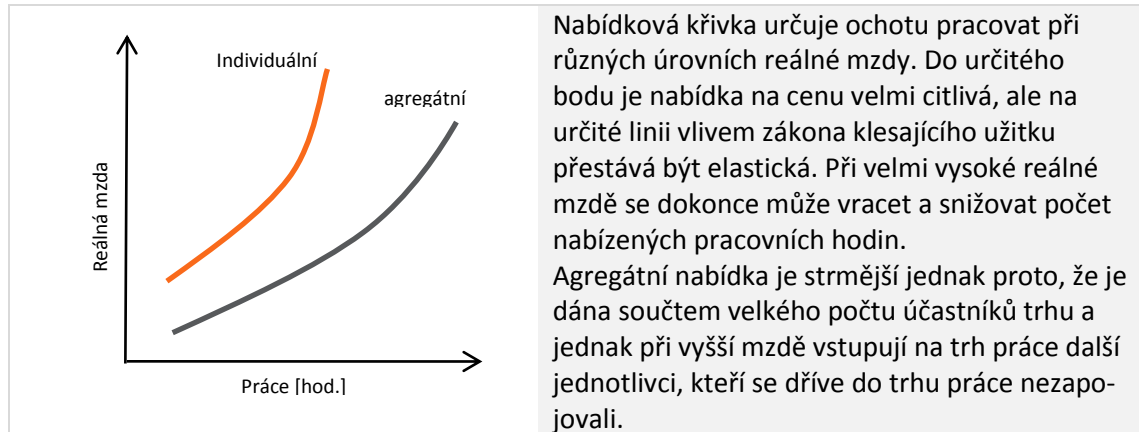 Individuální
agregátní
Reálná mzda
Práce [hod.]
Nabídková křivka určuje ochotu pracovat při
různých úrovních reálné mzdy. Do určitého
bodu je nabídka na cenu velmi citlivá, ale na
určité linii vlivem zákona klesajícího užitku
přestává být elastická. Při velmi vysoké reálné
mzdě se dokonce může vracet a snižovat počet
nabízených pracovních hodin.
Agregátní nabídka je strmější jednak proto, že je
dána součtem velkého počtu účastníků trhu a
jednak při vyšší mzdě vstupují na trh práce další
jednotlivci, kteří se dříve do trhu práce nezapo-
jovali.